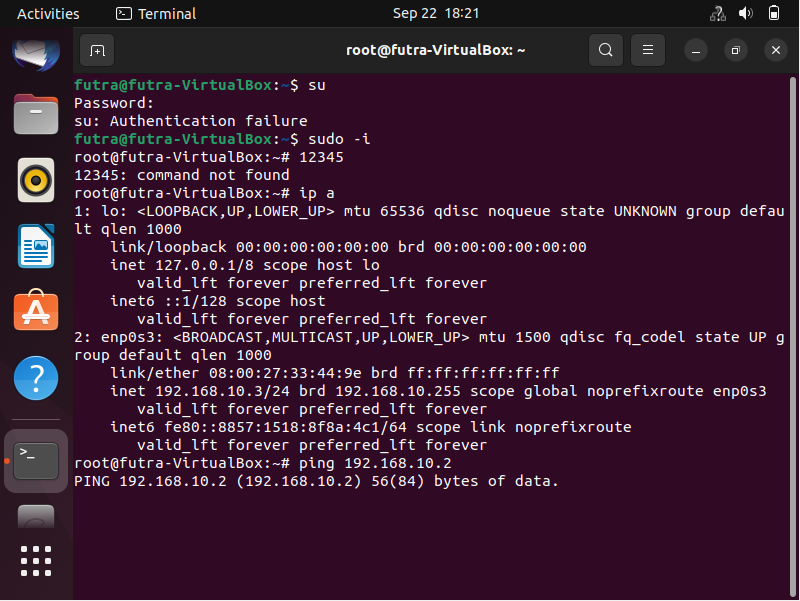 Activities
Terminal
Sep 22 18:21
root@futra-VirtualBox: ~
futra@futra-VirtualBox:~$ su
Password:
su: Authentication failure
futra@futra-VirtualBox:~$ sudo -i
root@futra-VirtualBox:~# 12345
12345: command not found
root@futra-VirtualBox:~# ip a
1: lo: <LOOPBACK,UP,LOWER_UP> mtu 65536 qdisc noqueue state UNKNOWN group defau
lt qlen 1000
    link/loopback 00:00:00:00:00:00 brd 00:00:00:00:00:00
    inet 127.0.0.1/8 scope host lo
       valid_lft forever preferred_lft forever
    inet6 ::1/128 scope host
       valid_lft forever preferred_lft forever
2: enp0s3: <BROADCAST,MULTICAST,UP,LOWER_UP> mtu 1500 qdisc fq_codel state UP g
roup default qlen 1000
    link/ether 08:00:27:33:44:9e brd ff:ff:ff:ff:ff:ff
    inet 192.168.10.3/24 brd 192.168.10.255 scope global noprefixroute enp0s3
       valid_lft forever preferred_lft forever
    inet6 fe80::8857:1518:8f8a:4c1/64 scope link noprefixroute
       valid_lft forever preferred_lft forever
root@futra-VirtualBox:~# ping 192.168.10.2
PING 192.168.10.2 (192.168.10.2) 56(84) bytes of data.